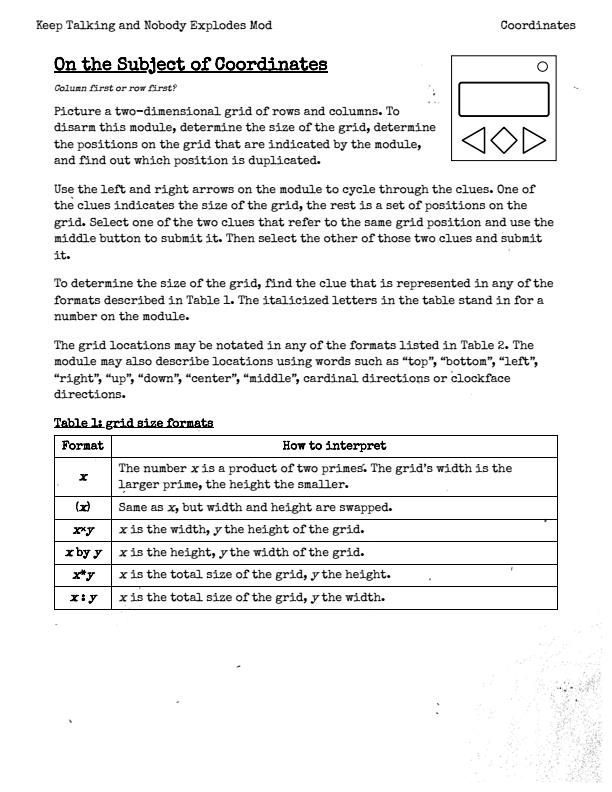 Keep Talking and Nobody Explodes Mod
Coordinates
On the Subject of Coordinates
Column first or row first?
Picture a two-dimensional grid of rows and columns. To
disarm this module, determine the size of the grid, determine
the positions on the grid that are indicated by the module,
and find out which position is duplicated.
Use the left and right arrows on the module to cycle through the clues. One of
the clues indicates the size of the grid, the rest is a set of positions on the
grid. Select one of the two clues that refer to the same grid position and use the
middle button to submit it. Then select the other of those two clues and submit
it.
To determine the size of the grid, find the clue that is represented in any of the
formats described in Table 1. The italicized letters in the table stand in for a
number on the module.
The grid locations may be notated in any of the formats listed in Table 2. The
module may also describe locations using words such as “top”, “bottom”, “left”,
“right”, “up”, “down”, “center”, “middle”, cardinal directions or clockface
directions.
Table 1: grid size formats
Format How to interpret
x The number x is a product of two primes. The grid’s width is the
larger prime, the height the smaller.
(x) Same as x, but width and height are swapped.
x×y x is the width, y the height of the grid.
x by y x is the height, y the width of the grid.
x*y x is the total size of the grid, y the height.
x : y x is the total size of the grid, y the width.